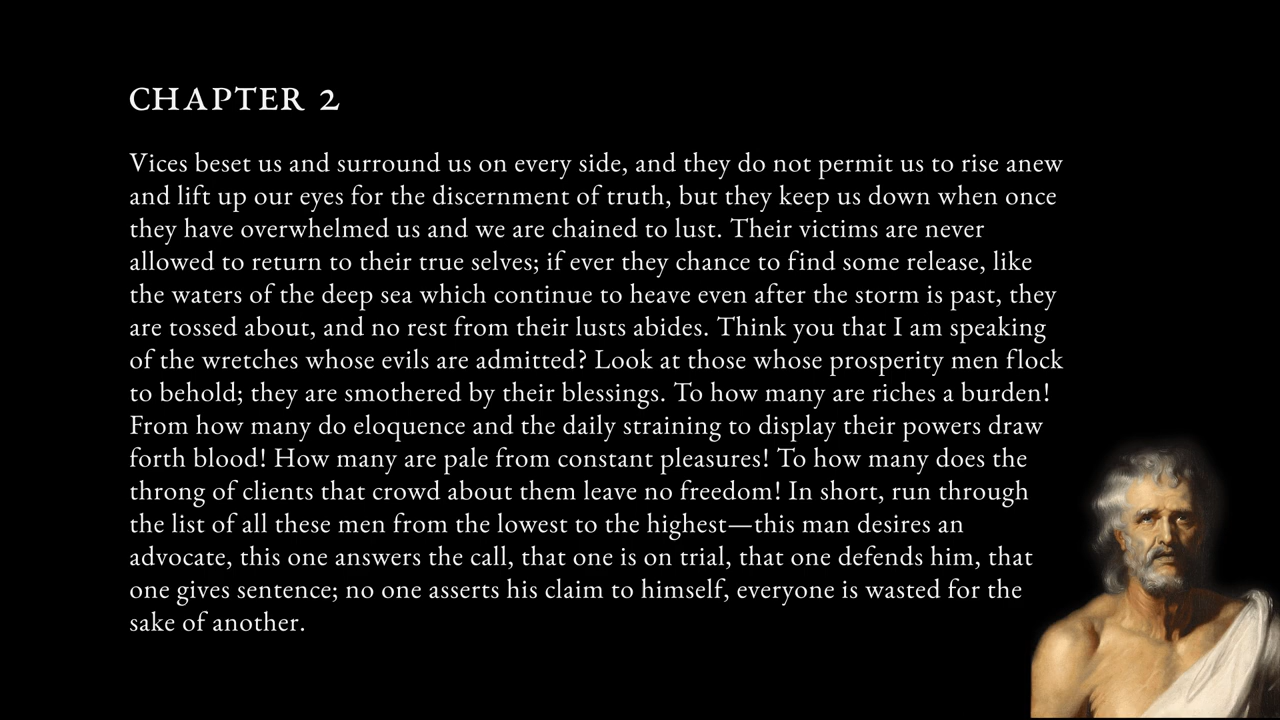 CHAPTER 2
Vices beset us and surround us on every side, and they do not permit us to rise anew
and lift up our eyes for the discernment of truth, but they keep us down when once
they have overwhelmed us and we are chained to lust. Their victims are never
allowed to return to their true selves; if ever they chance to find some release, like
the waters of the deep sea which continue to heave even after the storm is past, they
are tossed about, and no rest from their lusts abides. Think you that I am speaking
of the wretches whose evils are admitted? Look at those whose prosperity men flock
to behold; they are smothered by their blessings. To how many are riches a burden!
From how many do eloquence and the daily straining to display their powers draw
forth blood! How many are pale from constant pleasures! To how many does the
throng of clients that crowd about them leave no freedom! In short, run through
the list of all these men from the lowest to the highest—this man desires an
advocate, this one answers the call, that one is on trial, that one defends him, that
one gives sentence; no one asserts his claim to himself, everyone is wasted for the
sake of another.